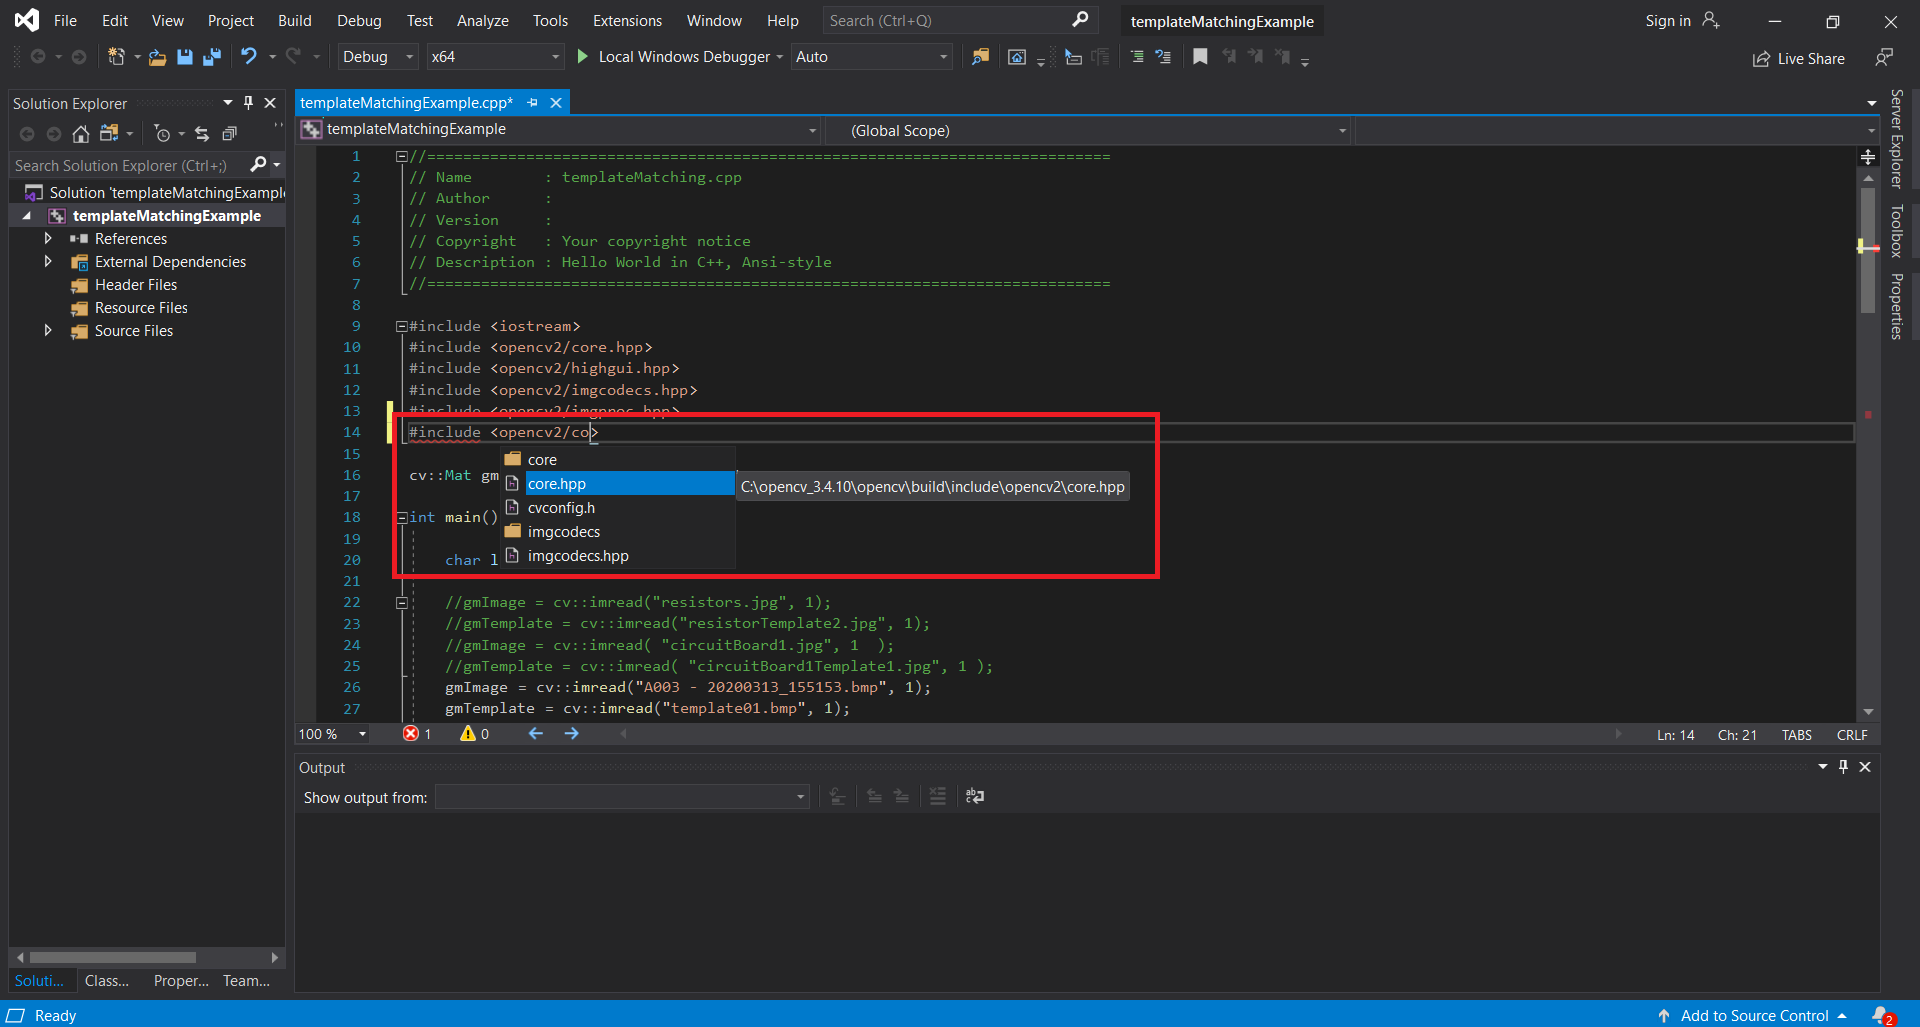 File Edit View Project Build Debug Test Analyze Tools Extensions Window Help Search (Ctrl+Q) templateMatchingExample Sign in
Debug x64 Local Windows Debugger Auto Live Share
Solution Explorer
Search Solution Explorer (Ctrl+;)
Solution 'templateMatchingExample
templateMatchingExample
References
External Dependencies
Header Files
Resource Files
Source Files
Soluti... Class... Proper... Team...
templateMatchingExample.cpp*
templateMatchingExample (Global Scope)
1 //============================================================================
2 // Name        : templateMatching.cpp
3 // Author      :
4 // Version     :
5 // Copyright   : Your copyright notice
6 // Description : Hello World in C++, Ansi-style
7 //============================================================================
8
9 #include <iostream>
10 #include <opencv2/core.hpp>
11 #include <opencv2/highgui.hpp>
12 #include <opencv2/imgcodecs.hpp>
13 #include <opencv2/imgproc.hpp>
14 #include <opencv2/co>
15
core
16 cv::Mat gm
core.hpp
C:\opencv_3.4.10\opencv\build\include\opencv2\core.hpp
17
cvconfig.h
18 int main()
imgcodecs
19
20 char l
imgcodecs.hpp
21
22 //gmImage = cv::imread("resistors.jpg", 1);
23 //gmTemplate = cv::imread("resistorTemplate2.jpg", 1);
24 //gmImage = cv::imread( "circuitBoard1.jpg", 1  );
25 //gmTemplate = cv::imread( "circuitBoard1Template1.jpg", 1 );
26 gmImage = cv::imread("A003 - 20200313_155153.bmp", 1);
27 gmTemplate = cv::imread("template01.bmp", 1);
100 % 1 0 Ln: 14 Ch: 21 TABS CRLF
Output
Show output from:
Server Explorer
Toolbox
Properties
Ready Add to Source Control 2